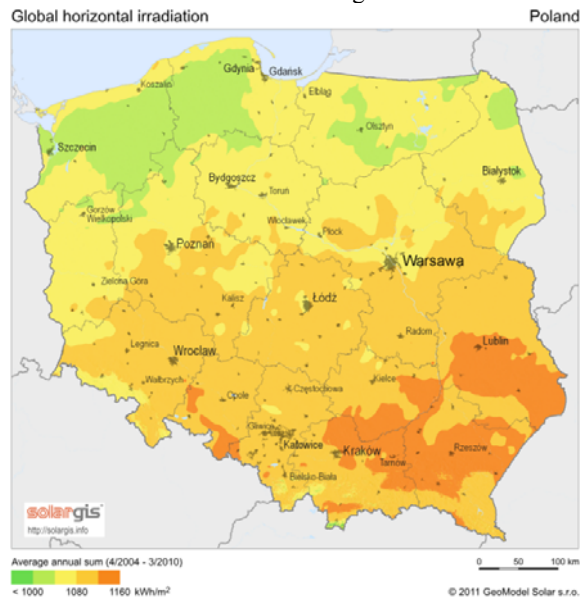 Global horizontal irradiation Poland
Gdynia
Gdańsk
Koszalin
Elbląg
Olsztyn
Szczecin
Białystok
Bydgoszcz
Toruń
Gorzów
Wielkopolski
Włocławek
Płock
Poznań
Warsawa
Zielona Góra
Kalisz
Łódź
Radom
Lublin
Legnica
Wrocław
Wałbrzych
Opole
Częstochowa
Kielce
Gliwice
Katowice
Kraków
Tarnów
Rzeszów
Bielsko-Biała
solargis
http://solargis.info
Average annual sum (4/2004 - 3/2010)
0 50 100 km
< 1000 1080 1160 kWh/m²
© 2011 GeoModel Solar s.r.o.